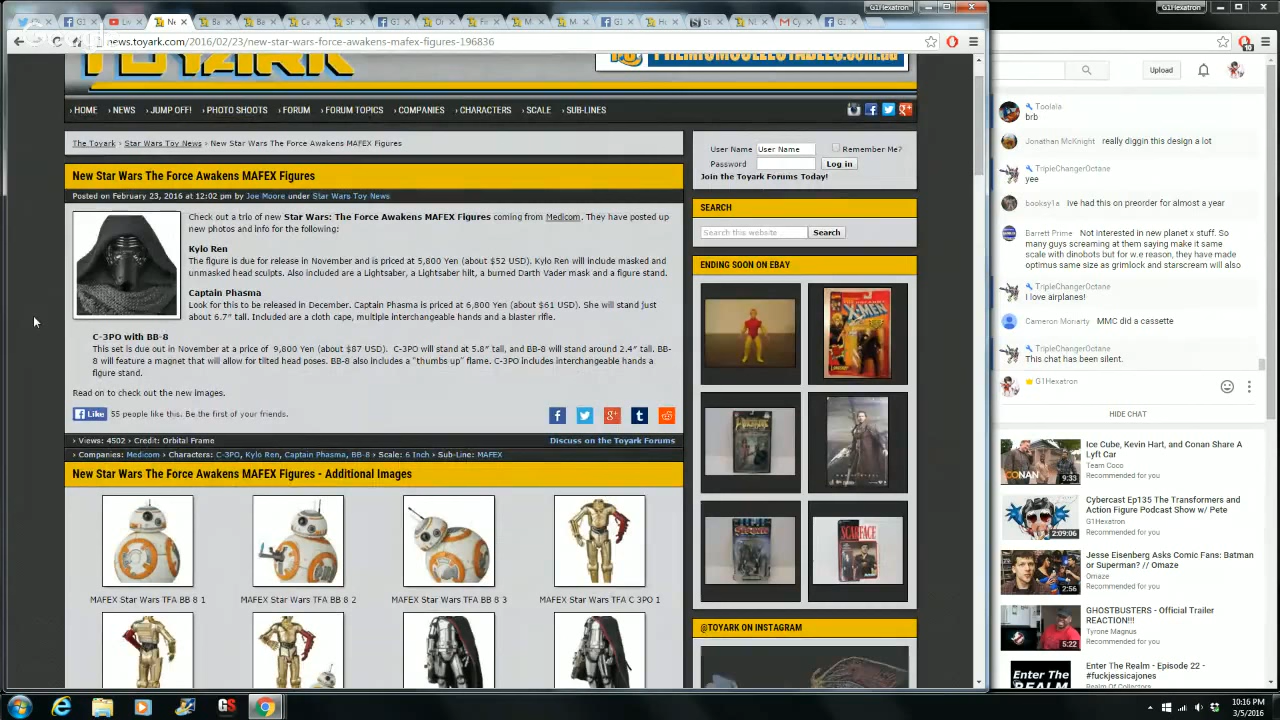 G1Hexatron
G1Hexatron
news.toyark.com/2016/02/23/new-star-wars-force-awakens-mafex-figures-196836
TOYARK
PREMIUMCOLLECTABLES.COM.AU
› HOME › NEWS › JUMP OFF! › PHOTO SHOOTS › FORUM › FORUM TOPICS › COMPANIES › CHARACTERS › SCALE › SUB-LINES
The Toyark › Star Wars Toy News › New Star Wars The Force Awakens MAFEX Figures
New Star Wars The Force Awakens MAFEX Figures
Posted on February 23, 2016 at 12:02 pm by Joe Moore under Star Wars Toy News
Check out a trio of new Star Wars: The Force Awakens MAFEX Figures coming from Medicom. They have posted up
new photos and info for the following:
Kylo Ren
The figure is due for release in November and is priced at 5,800 Yen (about $52 USD). Kylo Ren will include masked and
unmasked head sculpts. Also included are a Lightsaber, a Lightsaber hilt, a burned Darth Vader mask and a figure stand.
Captain Phasma
Look for this to be released in December. Captain Phasma is priced at 6,800 Yen (about $61 USD). She will stand just
about 6.7″ tall. Included are a cloth cape, multiple interchangeable hands and a blaster rifle.
C-3PO with BB-8
This set is due out in November at a price of 9,800 Yen (about $87 USD). C-3PO will stand at 5.8″ tall, and BB-8 will stand around 2.4″ tall. BB-
8 will feature a magnet that will allow for tilted head poses. BB-8 also includes a "thumbs up" flame. C-3PO includes interchangeable hands a
figure stand.
Read on to check out the new images.
Like 55 people like this. Be the first of your friends.
› Views: 4502 › Credit: Orbital Frame
Discuss on the Toyark Forums
› Companies: Medicom › Characters: C-3PO, Kylo Ren, Captain Phasma, BB-8 › Scale: 6 Inch › Sub-Line: MAFEX
New Star Wars The Force Awakens MAFEX Figures - Additional Images
MAFEX Star Wars TFA BB 8 1
MAFEX Star Wars TFA BB 8 2
MAFEX Star Wars TFA BB 8 3
MAFEX Star Wars TFA C 3PO 1
User Name User Name Remember Me?
Password Log in
Join the Toyark Forums Today!
SEARCH
Search this website Search
ENDING SOON ON EBAY
X-MEN
SCARFACE
@TOYARK ON INSTAGRAM
Upload
Toolala
brb
Jonathan McKnight really diggin this design a lot
TripleChangerOctane
yee
booksy1a Ive had this on preorder for almost a year
Barrett Prime Not Interested in new planet x stuff. So
many guys screaming at them saying make it same
scale with dinobots but for w.e reason, they have made
optimus same size as grimlock and starscream will also
TripleChangerOctane
I love airplanes!
Cameron Moriarty MMC did a cassette
TripleChangerOctane
This chat has been silent.
G1Hexatron
HIDE CHAT
CONAN
9:33
Ice Cube, Kevin Hart, and Conan Share A
Lyft Car
Team Coco
Recommended for you
2:09:06
Cybercast Ep135 The Transformers and
Action Figure Podcast Show w/ Pete
G1Hexatron
2:56
Jesse Eisenberg Asks Comic Fans: Batman
or Superman? // Omaze
Omaze
Recommended for you
5:22
GHOSTBUSTERS - Official Trailer
REACTION!!!
Tyrone Magnus
Recommended for you
ENTER THE
REALM
Enter The Realm - Episode 22 -
#fuckjessicajones
Realm Of Collectors
10:16 PM
3/5/2016